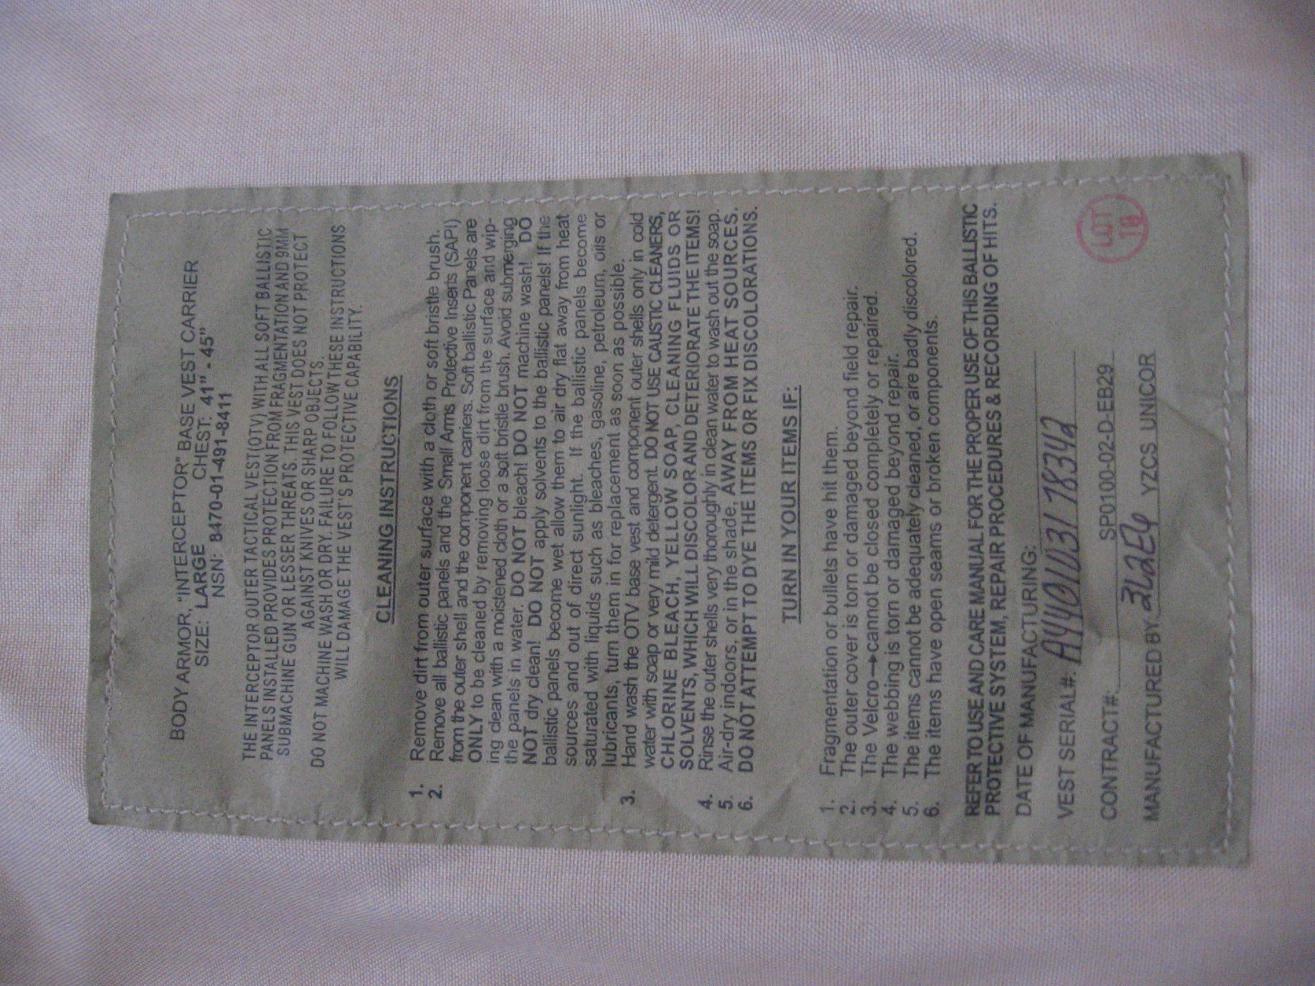 BODY ARMOR, "INTERCEPTOR" BASE VEST CARRIER
SIZE: LARGE CHEST: 41" - 45"
NSN: 8470-01-491-8411
THE INTERCEPTOR OUTER TACTICAL VEST(OTV) WITH ALL SOFT BALLISTIC
PANELS INSTALLED PROVIDES PROTECTION FROM FRAGMENTATION AND 9MM
SUBMACHINE GUN OR LESSER THREATS. THIS VEST DOES NOT PROTECT
AGAINST KNIVES OR SHARP OBJECTS.
DO NOT MACHINE WASH OR DRY. FAILURE TO FOLLOW THESE INSTRUCTIONS
WILL DAMAGE THE VEST'S PROTECTIVE CAPABILITY.
CLEANING INSTRUCTIONS
1. Remove dirt from outer surface with a cloth or soft bristle brush.
2. Remove all ballistic panels and the Small Arms Protective Inserts (SAPI)
from the outer shell and the component carriers. Soft ballistic Panels are
ONLY to be cleaned by removing loose dirt from the surface and wip-
ing clean with a moistened cloth or a soft bristle brush. Avoid submerging
the panels in water. DO NOT bleach! DO NOT machine wash! DO
NOT dry clean! DO NOT apply solvents to the ballistic panels! If the
ballistic panels become wet allow them to air dry flat away from heat
sources and out of direct sunlight. If the ballistic panels become
saturated with liquids such as bleaches, gasoline, petroleum, oils or
lubricants, turn them in for replacement as soon as possible.
3. Hand wash the OTV base vest and component outer shells only in cold
water with soap or very mild detergent. DO NOT USE CAUSTIC CLEANERS,
CHLORINE BLEACH, YELLOW SOAP, CLEANING FLUIDS OR
SOLVENTS, WHICH WILL DISCOLOR AND DETERIORATE THE ITEMS!
4. Rinse the outer shells very thoroughly in clean water to wash out the soap.
5. Air-dry indoors, or in the shade, AWAY FROM HEAT SOURCES.
6. DO NOT ATTEMPT TO DYE THE ITEMS OR FIX DISCOLORATIONS.
TURN IN YOUR ITEMS IF:
1. Fragmentation or bullets have hit them.
2. The outer cover is torn or damaged beyond field repair.
3. The Velcro→cannot be closed completely or repaired.
4. The webbing is torn or damaged beyond repair.
5. The items cannot be adequately cleaned, or are badly discolored.
6. The items have open seams or broken components.
REFER TO USE AND CARE MANUAL FOR THE PROPER USE OF THIS BALLISTIC
PROTECTIVE SYSTEM, REPAIR PROCEDURES & RECORDING OF HITS.
DATE OF MANUFACTURING:
VEST SERIAL#:
CONTRACT#: SP0100-02-D-EB29
MANUFACTURED BY: YZCS UNICOR
LOT